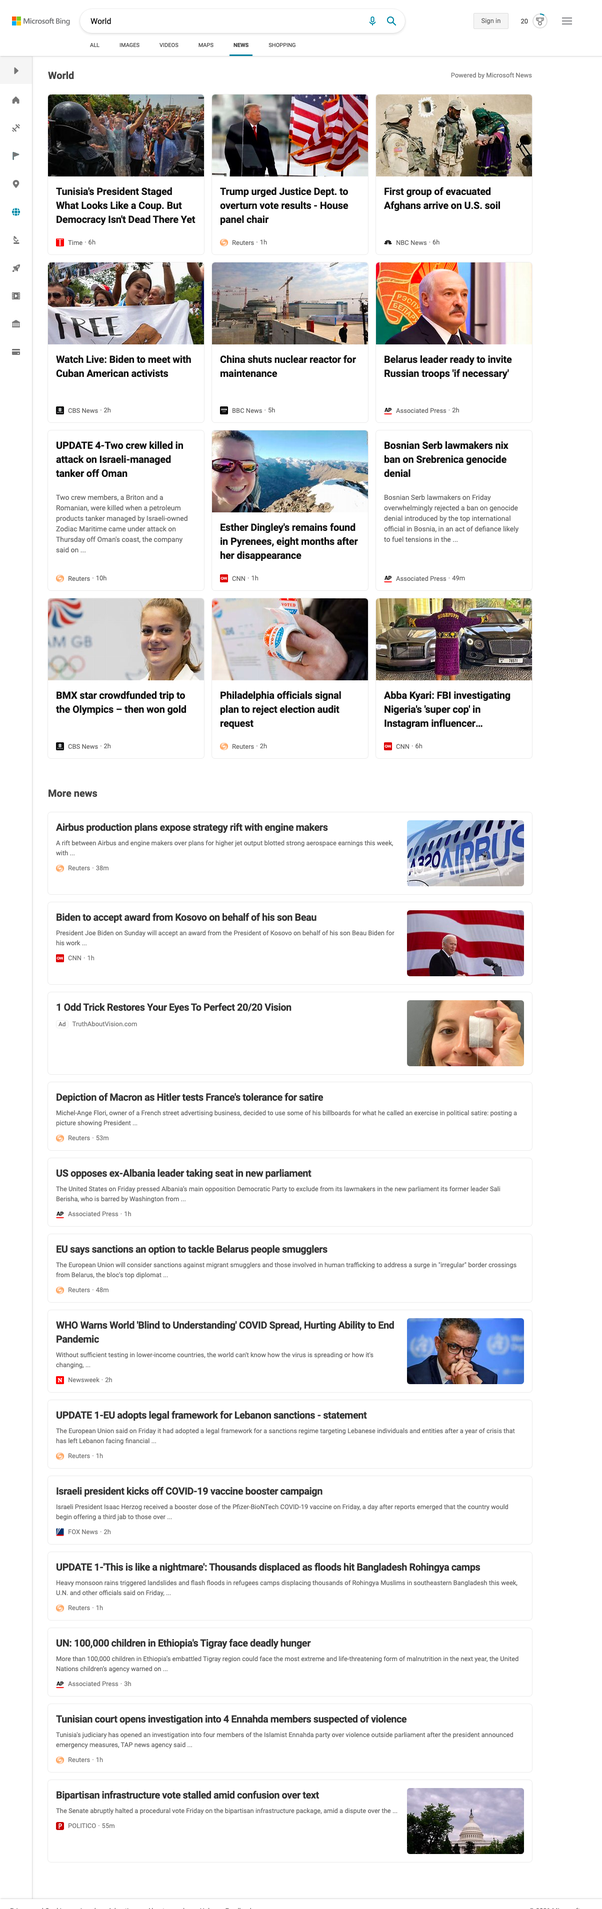 Microsoft Bing
World
Sign in
20
ALL IMAGES VIDEOS MAPS NEWS SHOPPING
World
Powered by Microsoft News
Tunisia's President Staged
What Looks Like a Coup. But
Democracy Isn't Dead There Yet
Time · 6h
Trump urged Justice Dept. to
overturn vote results - House
panel chair
Reuters · 1h
First group of evacuated
Afghans arrive on U.S. soil
NBC News · 6h
FREE
Watch Live: Biden to meet with
Cuban American activists
CBS News · 2h
China shuts nuclear reactor for
maintenance
BBC News · 5h
Belarus leader ready to invite
Russian troops 'if necessary'
AP Associated Press · 2h
UPDATE 4-Two crew killed in
attack on Israeli-managed
tanker off Oman
Two crew members, a Briton and a
Romanian, were killed when a petroleum
products tanker managed by Israeli-owned
Zodiac Maritime came under attack on
Thursday off Oman's coast, the company
said on ...
Reuters · 10h
Esther Dingley's remains found
in Pyrenees, eight months after
her disappearance
CNN · 1h
Bosnian Serb lawmakers nix
ban on Srebrenica genocide
denial
Bosnian Serb lawmakers on Friday
overwhelmingly rejected a ban on genocide
denial introduced by the top international
official in Bosnia, in an act of defiance likely
to fuel tensions in the ...
AP Associated Press · 49m
AM GB
BMX star crowdfunded trip to
the Olympics – then won gold
CBS News · 2h
Philadelphia officials signal
plan to reject election audit
request
Reuters · 2h
Abba Kyari: FBI investigating
Nigeria's 'super cop' in
Instagram influencer...
CNN · 6h
More news
Airbus production plans expose strategy rift with engine makers
A rift between Airbus and engine makers over plans for higher jet output blotted strong aerospace earnings this week,
with ...
Reuters · 38m
A320 AIRBUS
Biden to accept award from Kosovo on behalf of his son Beau
President Joe Biden on Sunday will accept an award from the President of Kosovo on behalf of his son Beau Biden for
his work ...
CNN · 1h
1 Odd Trick Restores Your Eyes To Perfect 20/20 Vision
Ad TruthAboutVision.com
Depiction of Macron as Hitler tests France's tolerance for satire
Michel-Ange Flori, owner of a French street advertising business, decided to use some of his billboards for what he called an exercise in political satire: posting a
picture showing President ...
Reuters · 53m
US opposes ex-Albania leader taking seat in new parliament
The United States on Friday pressed Albania's main opposition Democratic Party to exclude from its lawmakers in the new parliament its former leader Sali
Berisha, who is barred by Washington from ...
AP Associated Press · 1h
EU says sanctions an option to tackle Belarus people smugglers
The European Union will consider sanctions against migrant smugglers and those involved in human trafficking to address a surge in "irregular" border crossings
from Belarus, the bloc's top diplomat ...
Reuters · 48m
WHO Warns World 'Blind to Understanding' COVID Spread, Hurting Ability to End
Pandemic
Without sufficient testing in lower-income countries, the world can't know how the virus is spreading or how it's
changing, ...
N Newsweek · 2h
UPDATE 1-EU adopts legal framework for Lebanon sanctions - statement
The European Union said on Friday it had adopted a legal framework for a sanctions regime targeting Lebanese individuals and entities after a year of crisis that
has left Lebanon facing financial ...
Reuters · 1h
Israeli president kicks off COVID-19 vaccine booster campaign
Israeli President Isaac Herzog received a booster dose of the Pfizer-BioNTech COVID-19 vaccine on Friday, a day after reports emerged that the country would
begin offering a third jab to those over ...
FOX News · 2h
UPDATE 1-'This is like a nightmare': Thousands displaced as floods hit Bangladesh Rohingya camps
Heavy monsoon rains triggered landslides and flash floods in refugees camps displacing thousands of Rohingya Muslims in southeastern Bangladesh this week,
U.N. and other officials said on Friday, ...
Reuters · 1h
UN: 100,000 children in Ethiopia's Tigray face deadly hunger
More than 100,000 children in Ethiopia's embattled Tigray region could face the most extreme and life-threatening form of malnutrition in the next year, the United
Nations children's agency warned on ...
AP Associated Press · 3h
Tunisian court opens investigation into 4 Ennahda members suspected of violence
Tunisia's judiciary has opened an investigation into four members of the Islamist Ennahda party over violence outside parliament after the president announced
emergency measures, TAP news agency said ...
Reuters · 1h
Bipartisan infrastructure vote stalled amid confusion over text
The Senate abruptly halted a procedural vote Friday on the bipartisan infrastructure package, amid a dispute over the ...
P POLITICO · 55m